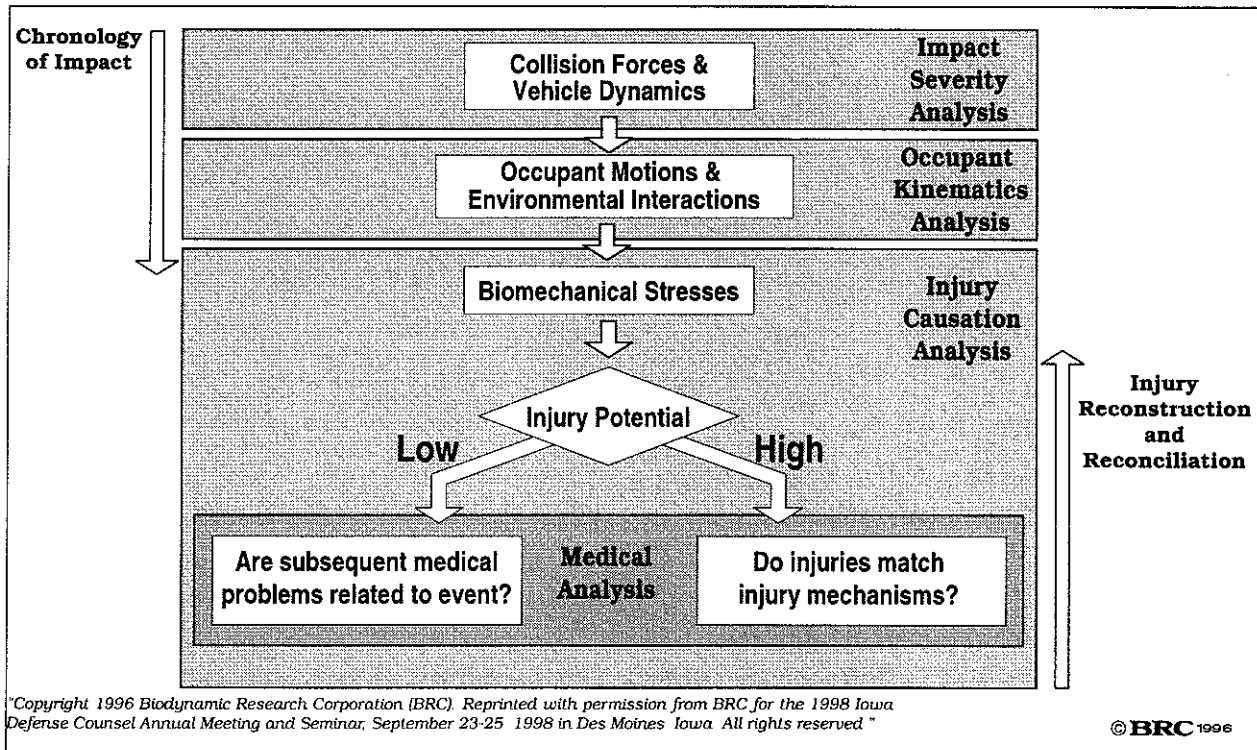 Chronology
of Impact
Collision Forces &
Vehicle Dynamics
Impact
Severity
Analysis
Occupant Motions &
Environmental Interactions
Occupant
Kinematics
Analysis
Biomechanical Stresses
Injury
Causation
Analysis
Injury Potential
Low
High
Injury
Reconstruction
and
Reconciliation
Are subsequent medical
problems related to event?
Medical
Analysis
Do injuries match
injury mechanisms?
"Copyright 1996 Biodynamic Research Corporation (BRC). Reprinted with permission from BRC for the 1998 Iowa
Defense Counsel Annual Meeting and Seminar, September 23-25 1998 in Des Moines Iowa All rights reserved "
©BRC 1996